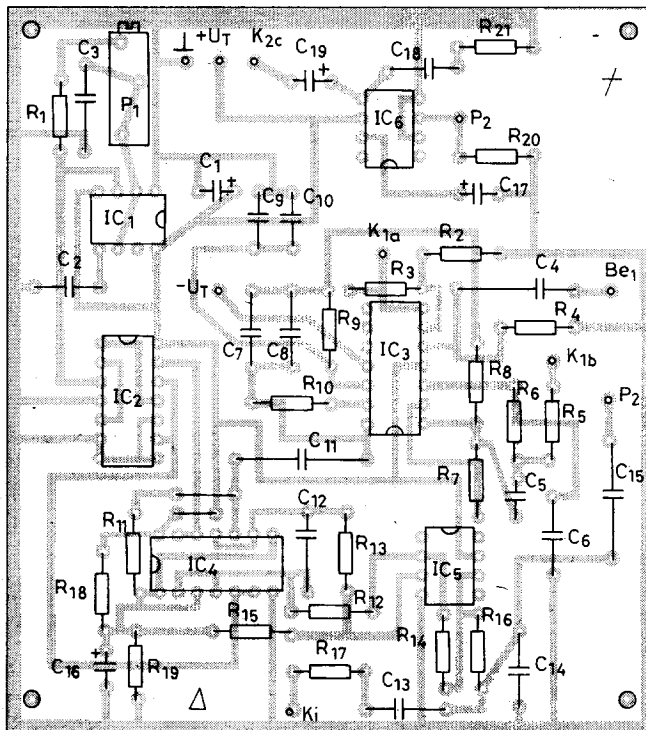 ⊥ +U_T K2c
C19
C18
R21
C3
P1
R1
IC6
P2
R20
C1
C17
IC1
C9
C10
K1a
R2
C2
R3
C4
Be1
-U_T
R4
R9
IC3
C7
C8
K1b
R8
IC2
R10
R6
R5
P2
C11
R7
C5
C15
C12
R11
C6
R13
IC4
IC5
R18
R12
R15
R14
R16
R17
C16
R19
C14
C13
Δ
Ki